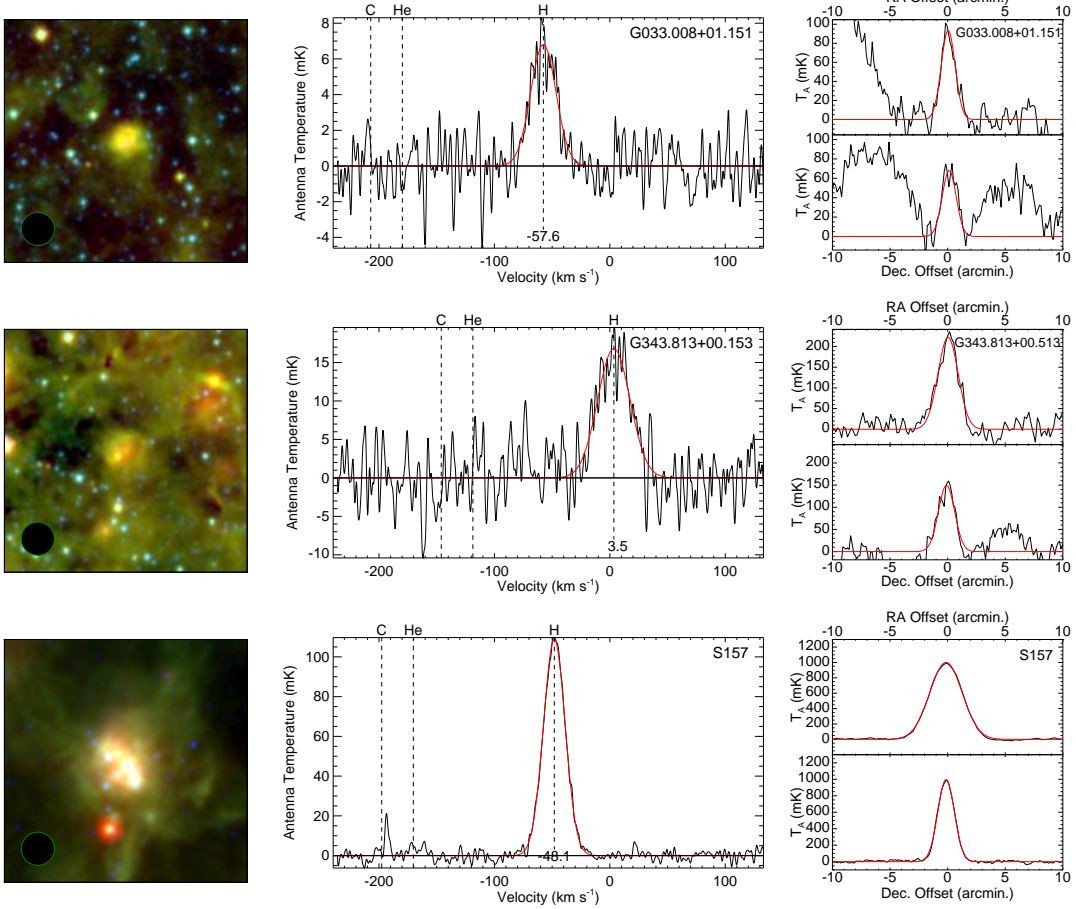 C He H
8
6
4
2
0
-2
-4
G033.008+01.151
-57.6
Antenna Temperature (mK)
-200 -100 0 100
Velocity (km s-1)
RA Offset (arcmin.)
100
80
60
40
20
0
G033.008+01.151
T_A (mK)
100
80
60
40
20
0
T_A (mK)
-10 -5 0 5 10
Dec. Offset (arcmin.)
C He H
15
10
5
0
-5
-10
G343.813+00.153
3.5
Antenna Temperature (mK)
-200 -100 0 100
Velocity (km s-1)
RA Offset (arcmin.)
-10 -5 0 5 10
200
150
100
50
0
G343.813+00.513
T_A (mK)
200
150
100
50
0
T_A (mK)
-10 -5 0 5 10
Dec. Offset (arcmin.)
C He H
100
80
60
40
20
0
S157
-48.1
Antenna Temperature (mK)
-200 -100 0 100
Velocity (km s-1)
RA Offset (arcmin.)
-10 -5 0 5 10
1000
800
600
400
200
0
S157
T_A (mK)
1000
800
600
400
200
0
T_A (mK)
-10 -5 0 5 10
Dec. Offset (arcmin.)